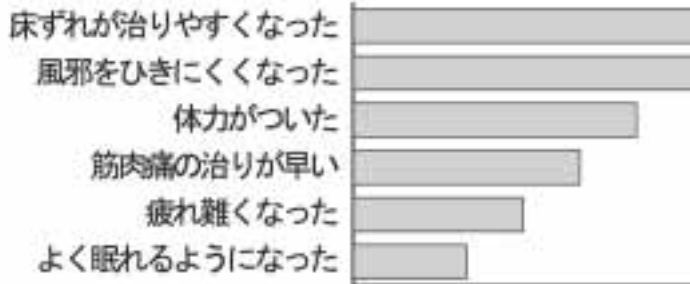 床ずれが治りやすくなった
風邪をひきにくくなった
体力がついた
筋肉痛の治りが早い
疲れ難くなった
よく眠れるようになった